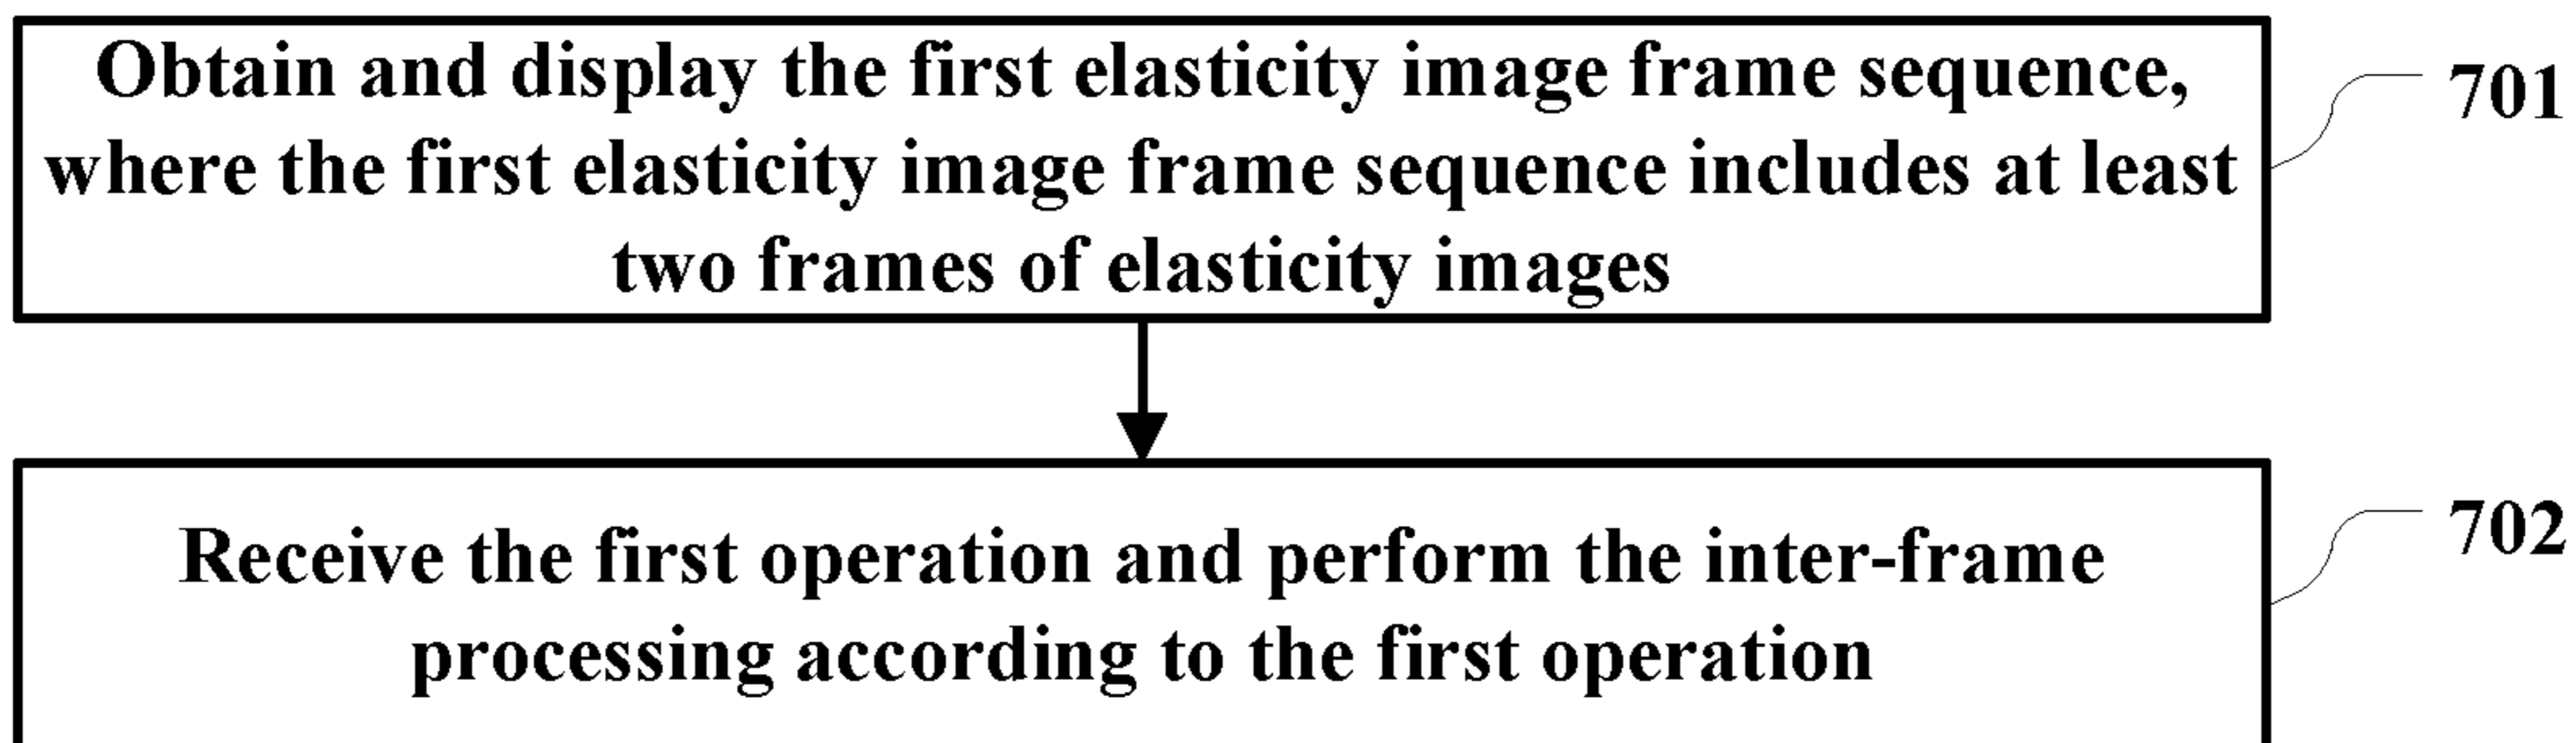 Obtain and display the first elasticity image frame sequence,
where the first elasticity image frame sequence includes at least
two frames of elasticity images
701
Receive the first operation and perform the inter-frame
processing according to the first operation
702